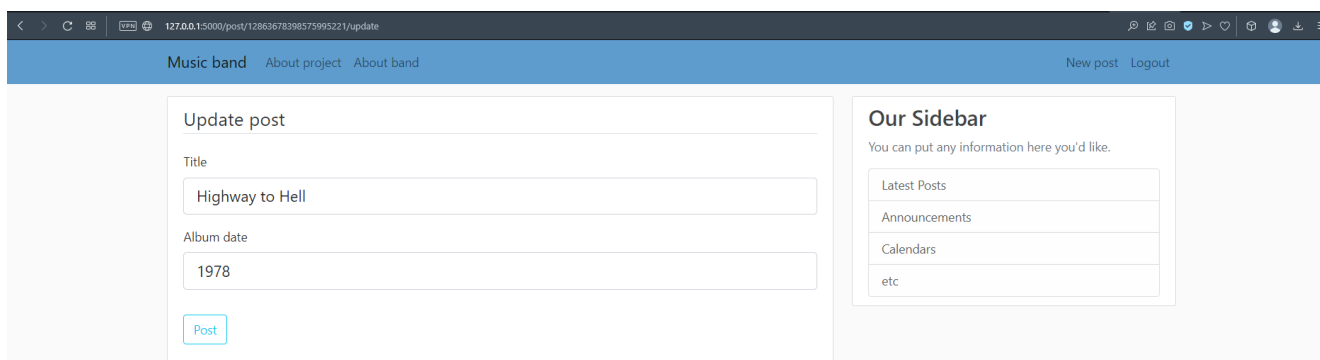 VPN 127.0.0.1:5000/post/12863678398575995221/update
Music band About project About band New post Logout
Update post
Title
Highway to Hell
Album date
1978
Post
Our Sidebar
You can put any information here you'd like.
Latest Posts
Announcements
Calendars
etc